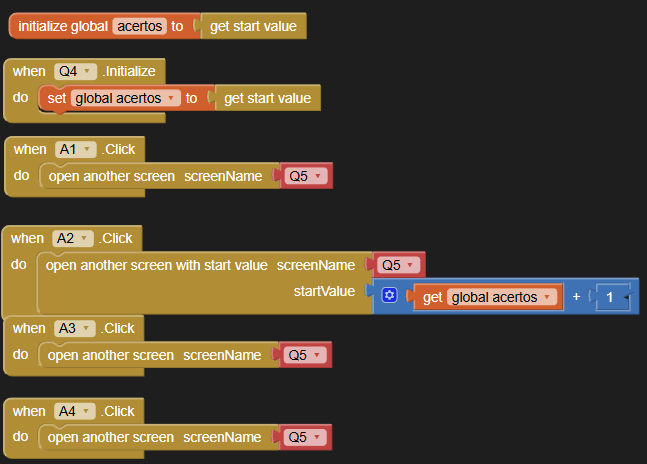 initialize global acertos to get start value
when Q4 .Initialize
do set global acertos to get start value
when A1 .Click
do open another screen screenName Q5
when A2 .Click
do open another screen with start value screenName Q5
startValue get global acertos + 1
when A3 .Click
do open another screen screenName Q5
when A4 .Click
do open another screen screenName Q5